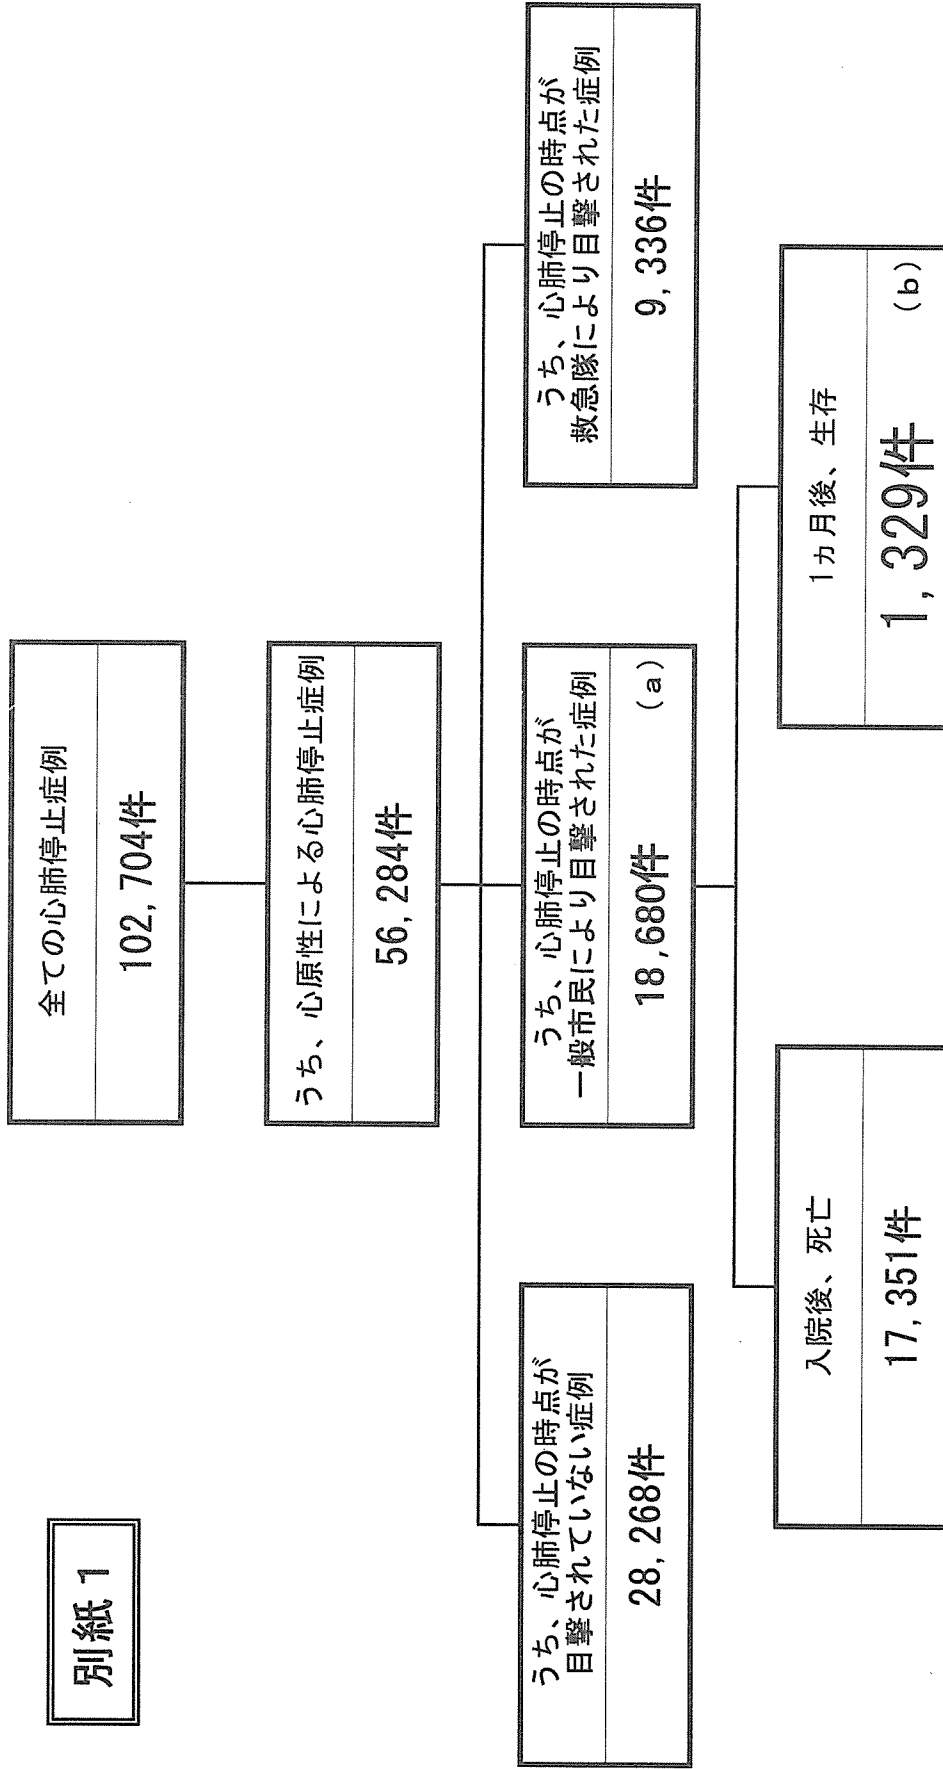 別紙1
全ての心肺停止症例
102,704件
うち、心原性による心肺停止症例
56,284件
うち、心肺停止の時点が
目撃されていない症例
28,268件
うち、心肺停止の時点が
一般市民により目撃された症例
18,680件
(a)
うち、心肺停止の時点が
救急隊により目撃された症例
9,336件
入院後、死亡
17,351件
1ヵ月後、生存
1,329件
(b)